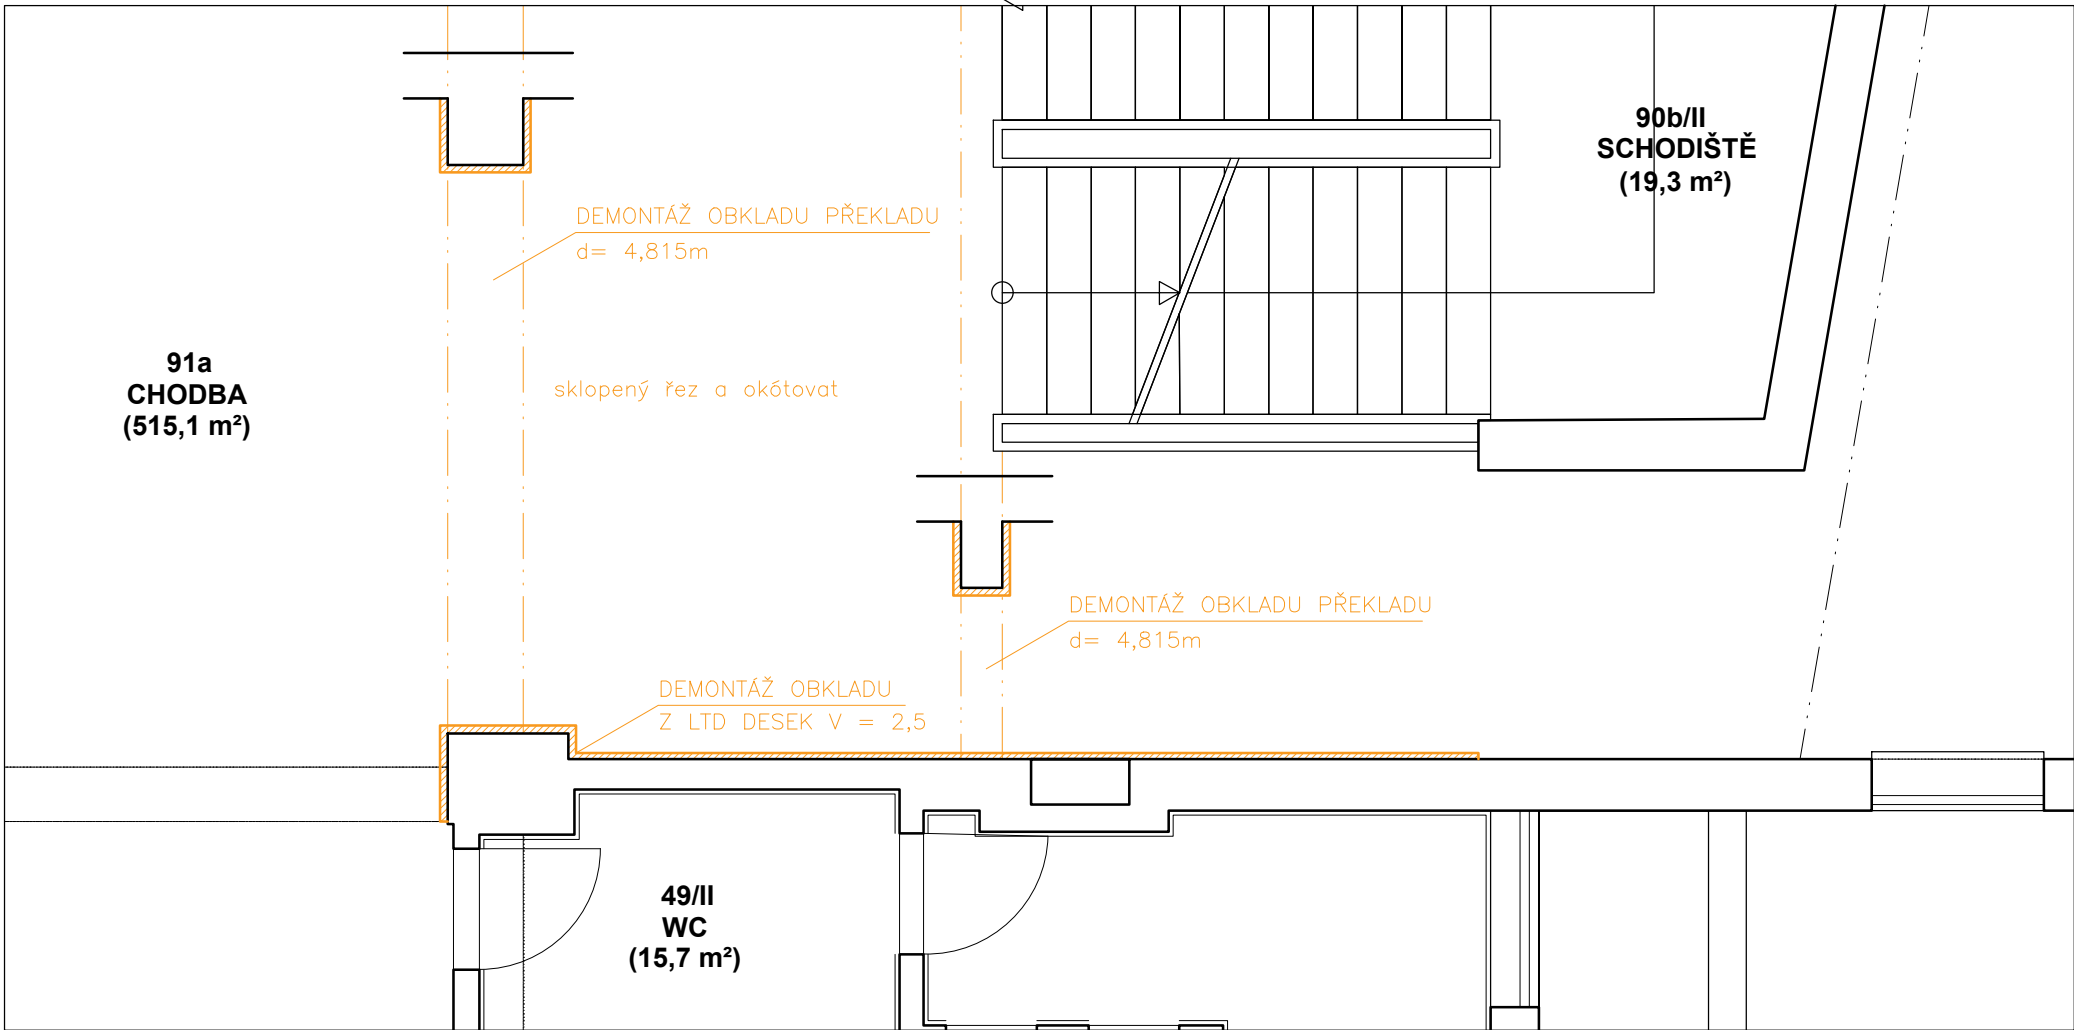 90b/II
SCHODIŠTĚ
(19,3 m²)
DEMONTÁŽ OBKLADU PŘEKLADU
d= 4,815m
91a
CHODBA
(515,1 m²)
sklopený řez a okótovat
DEMONTÁŽ OBKLADU PŘEKLADU
d= 4,815m
DEMONTÁŽ OBKLADU
Z LTD DESEK V = 2,5
49/II
WC
(15,7 m²)